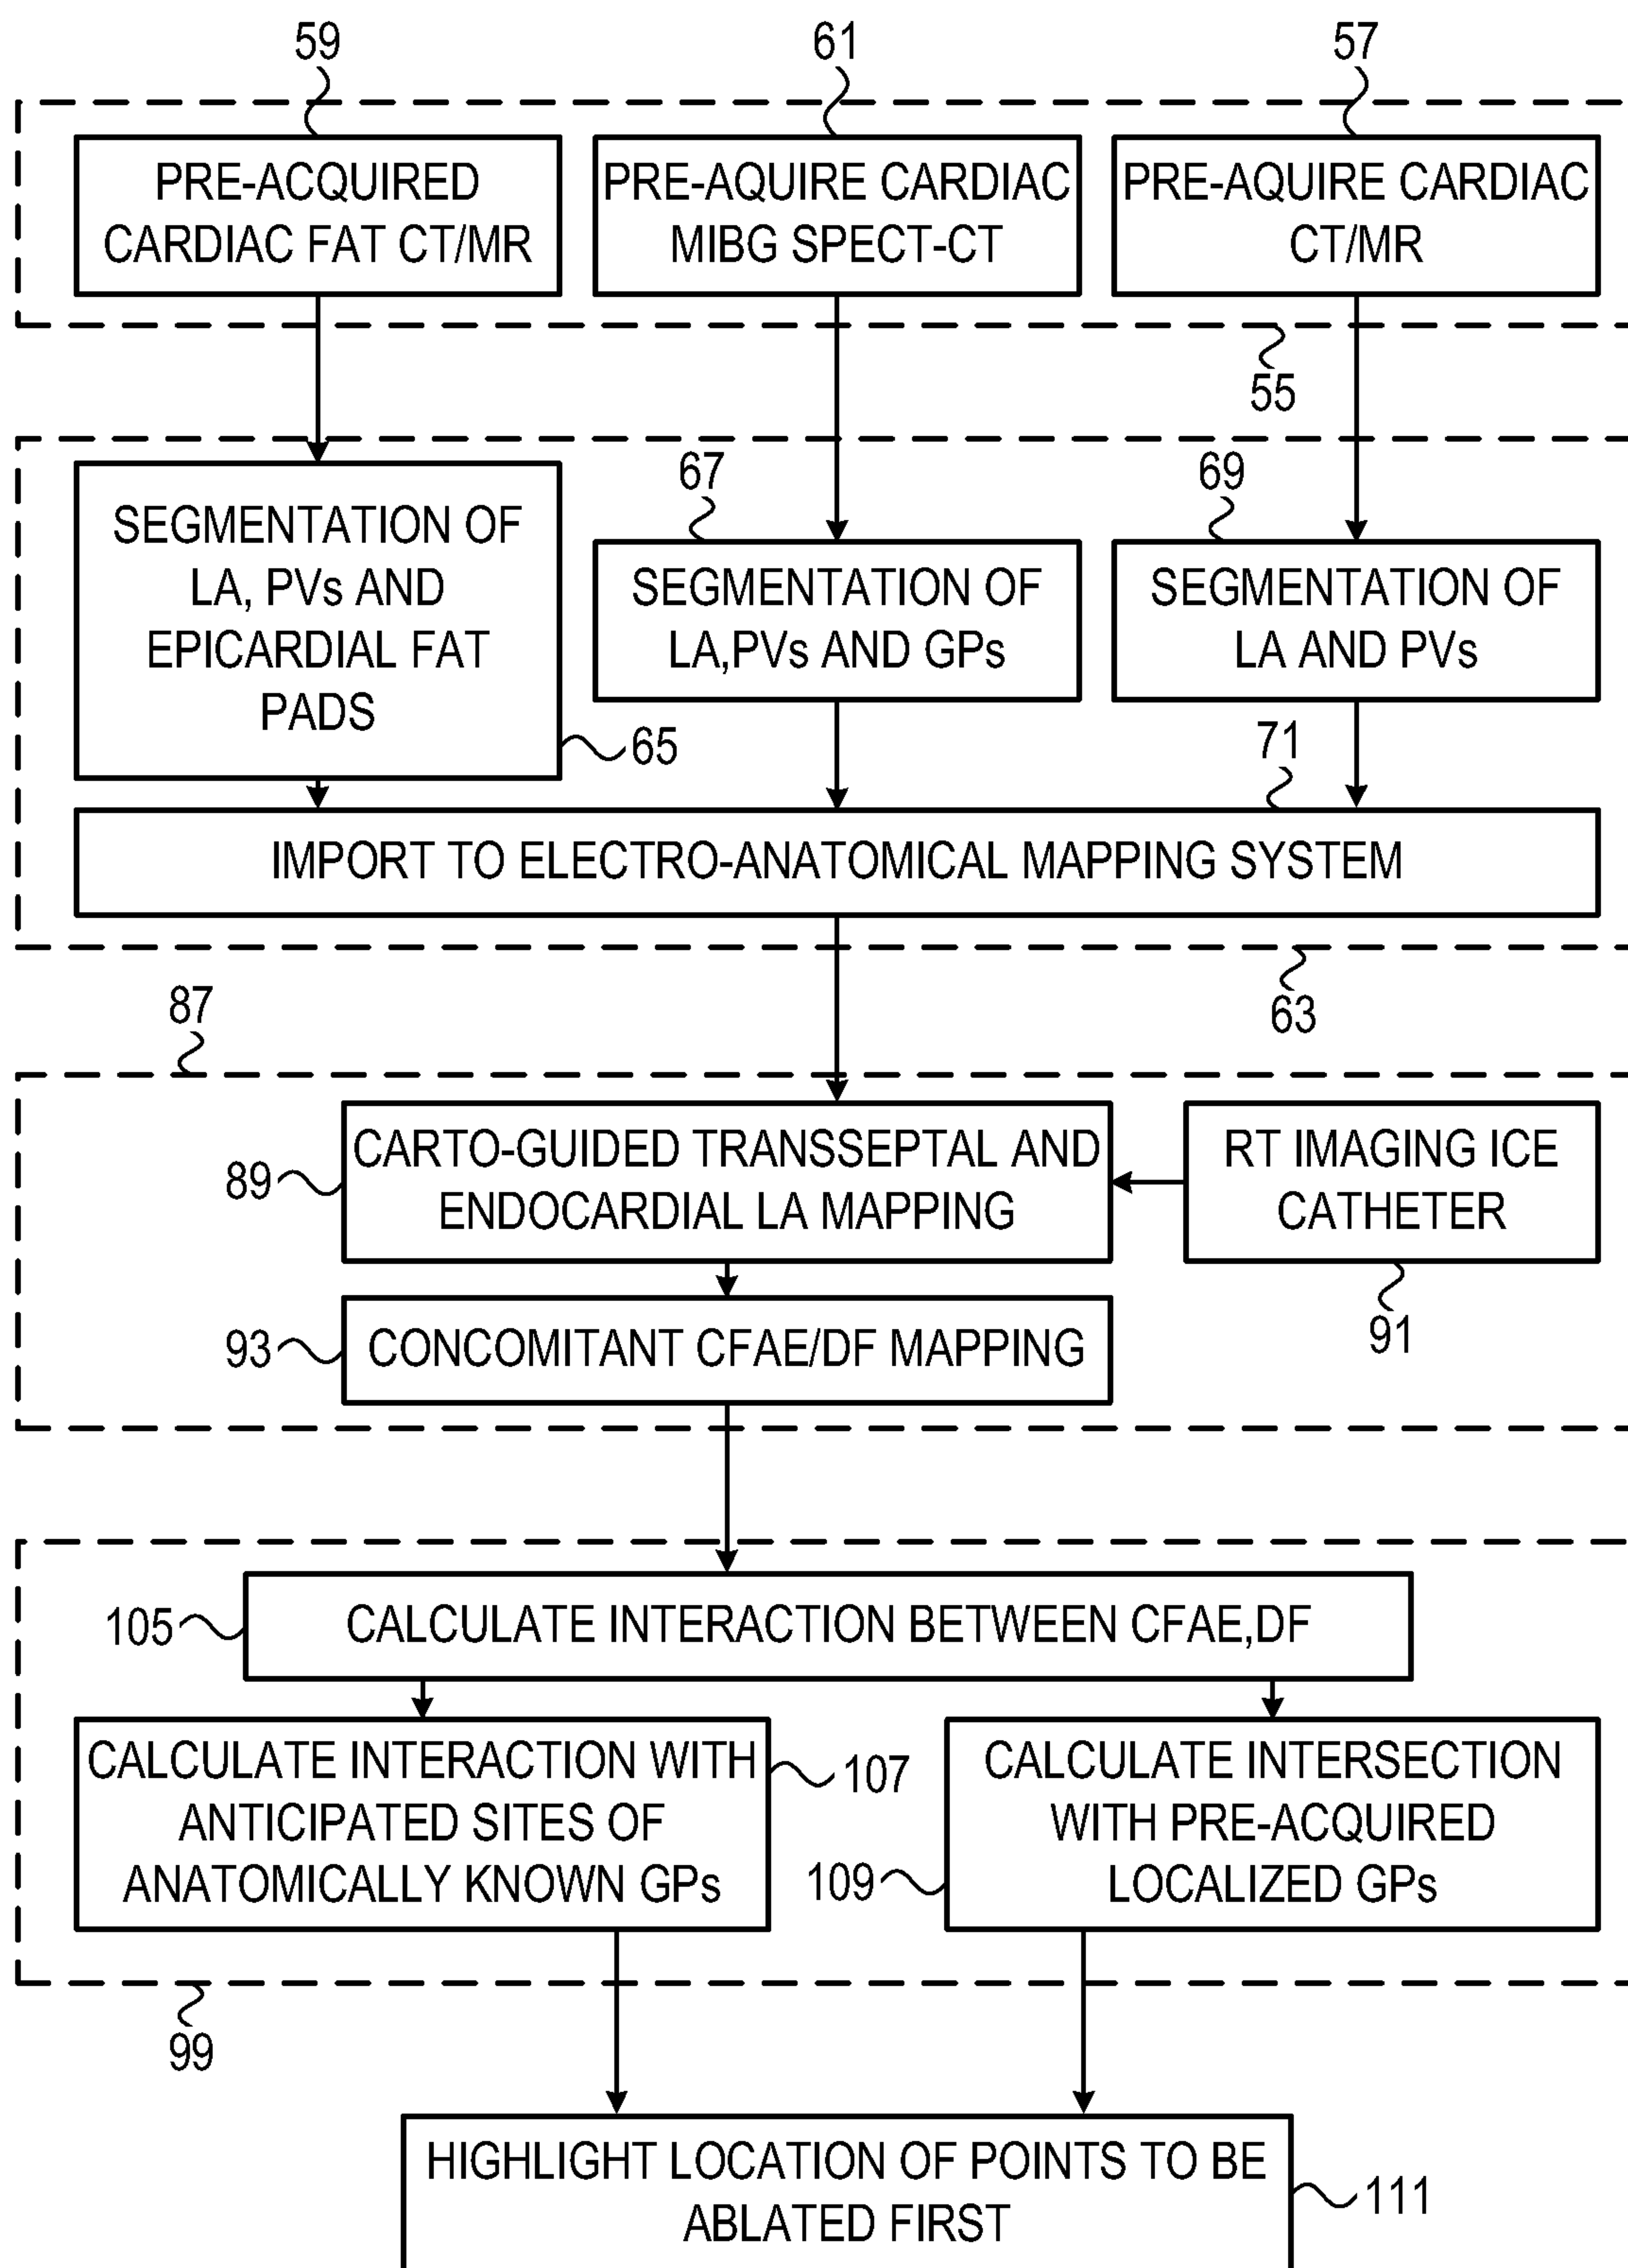 59
61
57
PRE-ACQUIRED
CARDIAC FAT CT/MR
PRE-AQUIRE CARDIAC
MIBG SPECT-CT
PRE-AQUIRE CARDIAC
CT/MR
55
SEGMENTATION OF
LA, PVs AND
EPICARDIAL FAT
PADS
65
67
SEGMENTATION OF
LA,PVs AND GPs
69
SEGMENTATION OF
LA AND PVs
71
IMPORT TO ELECTRO-ANATOMICAL MAPPING SYSTEM
63
87
89
CARTO-GUIDED TRANSSEPTAL AND
ENDOCARDIAL LA MAPPING
RT IMAGING ICE
CATHETER
91
93
CONCOMITANT CFAE/DF MAPPING
105
CALCULATE INTERACTION BETWEEN CFAE,DF
CALCULATE INTERACTION WITH
ANTICIPATED SITES OF
ANATOMICALLY KNOWN GPs
107
CALCULATE INTERSECTION
WITH PRE-ACQUIRED
LOCALIZED GPs
109
99
HIGHLIGHT LOCATION OF POINTS TO BE
ABLATED FIRST
111